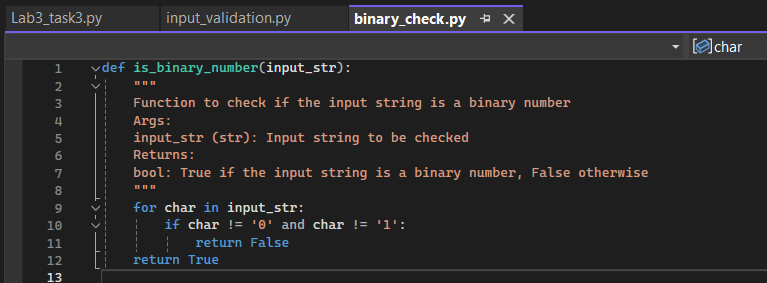 Lab3_task3.py input_validation.py binary_check.py
char
1 def is_binary_number(input_str):
2 """
3 Function to check if the input string is a binary number
4 Args:
5 input_str (str): Input string to be checked
6 Returns:
7 bool: True if the input string is a binary number, False otherwise
8 """
9 for char in input_str:
10 if char != '0' and char != '1':
11 return False
12 return True
13